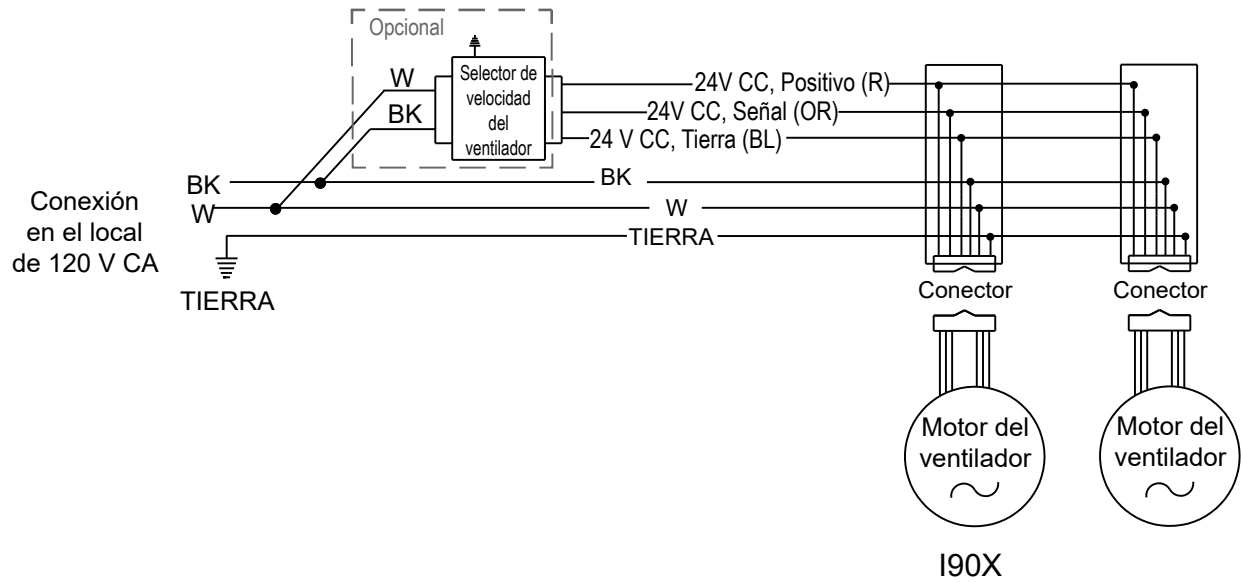 Opcional
W
BK
Selector de
velocidad
del
ventilador
24V CC, Positivo (R)
24V CC, Señal (OR)
24 V CC, Tierra (BL)
Conexión
en el local
de 120 V CA
BK
W
BK
W
TIERRA
TIERRA
Conector
Conector
Motor del
ventilador
Motor del
ventilador
I90X